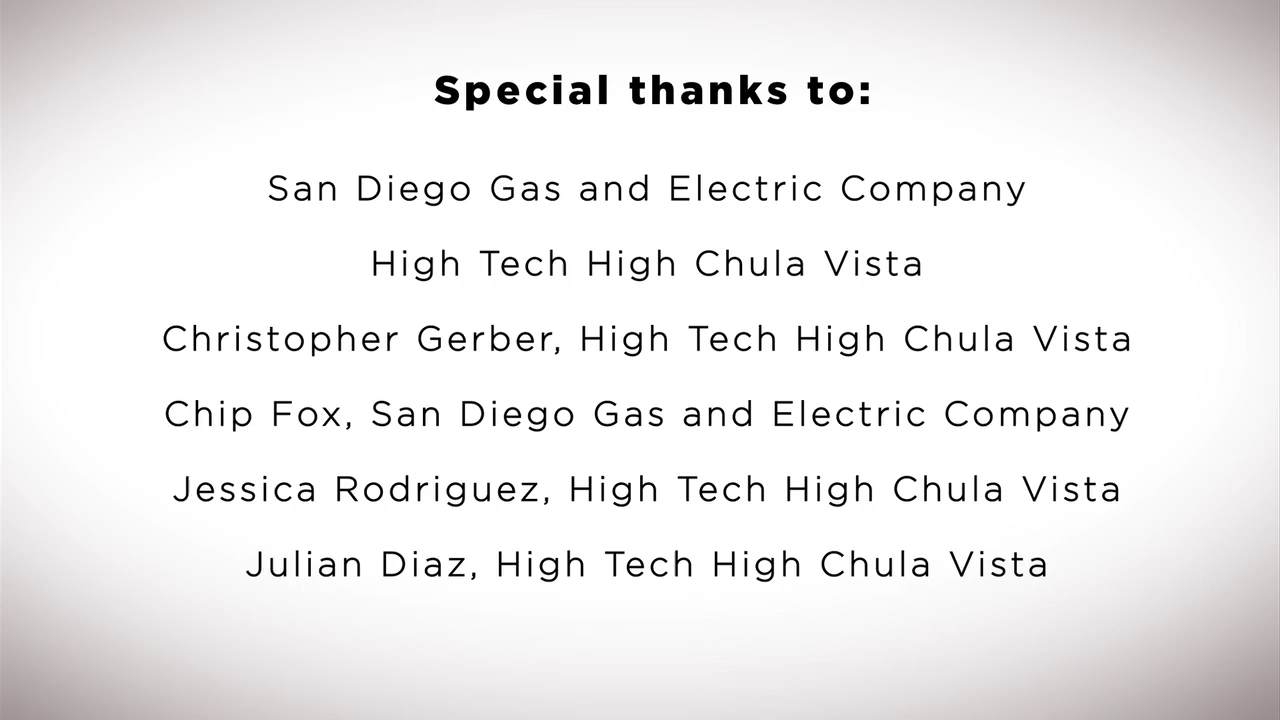 Special thanks to:
San Diego Gas and Electric Company
High Tech High Chula Vista
Christopher Gerber, High Tech High Chula Vista
Chip Fox, San Diego Gas and Electric Company
Jessica Rodriguez, High Tech High Chula Vista
Julian Diaz, High Tech High Chula Vista